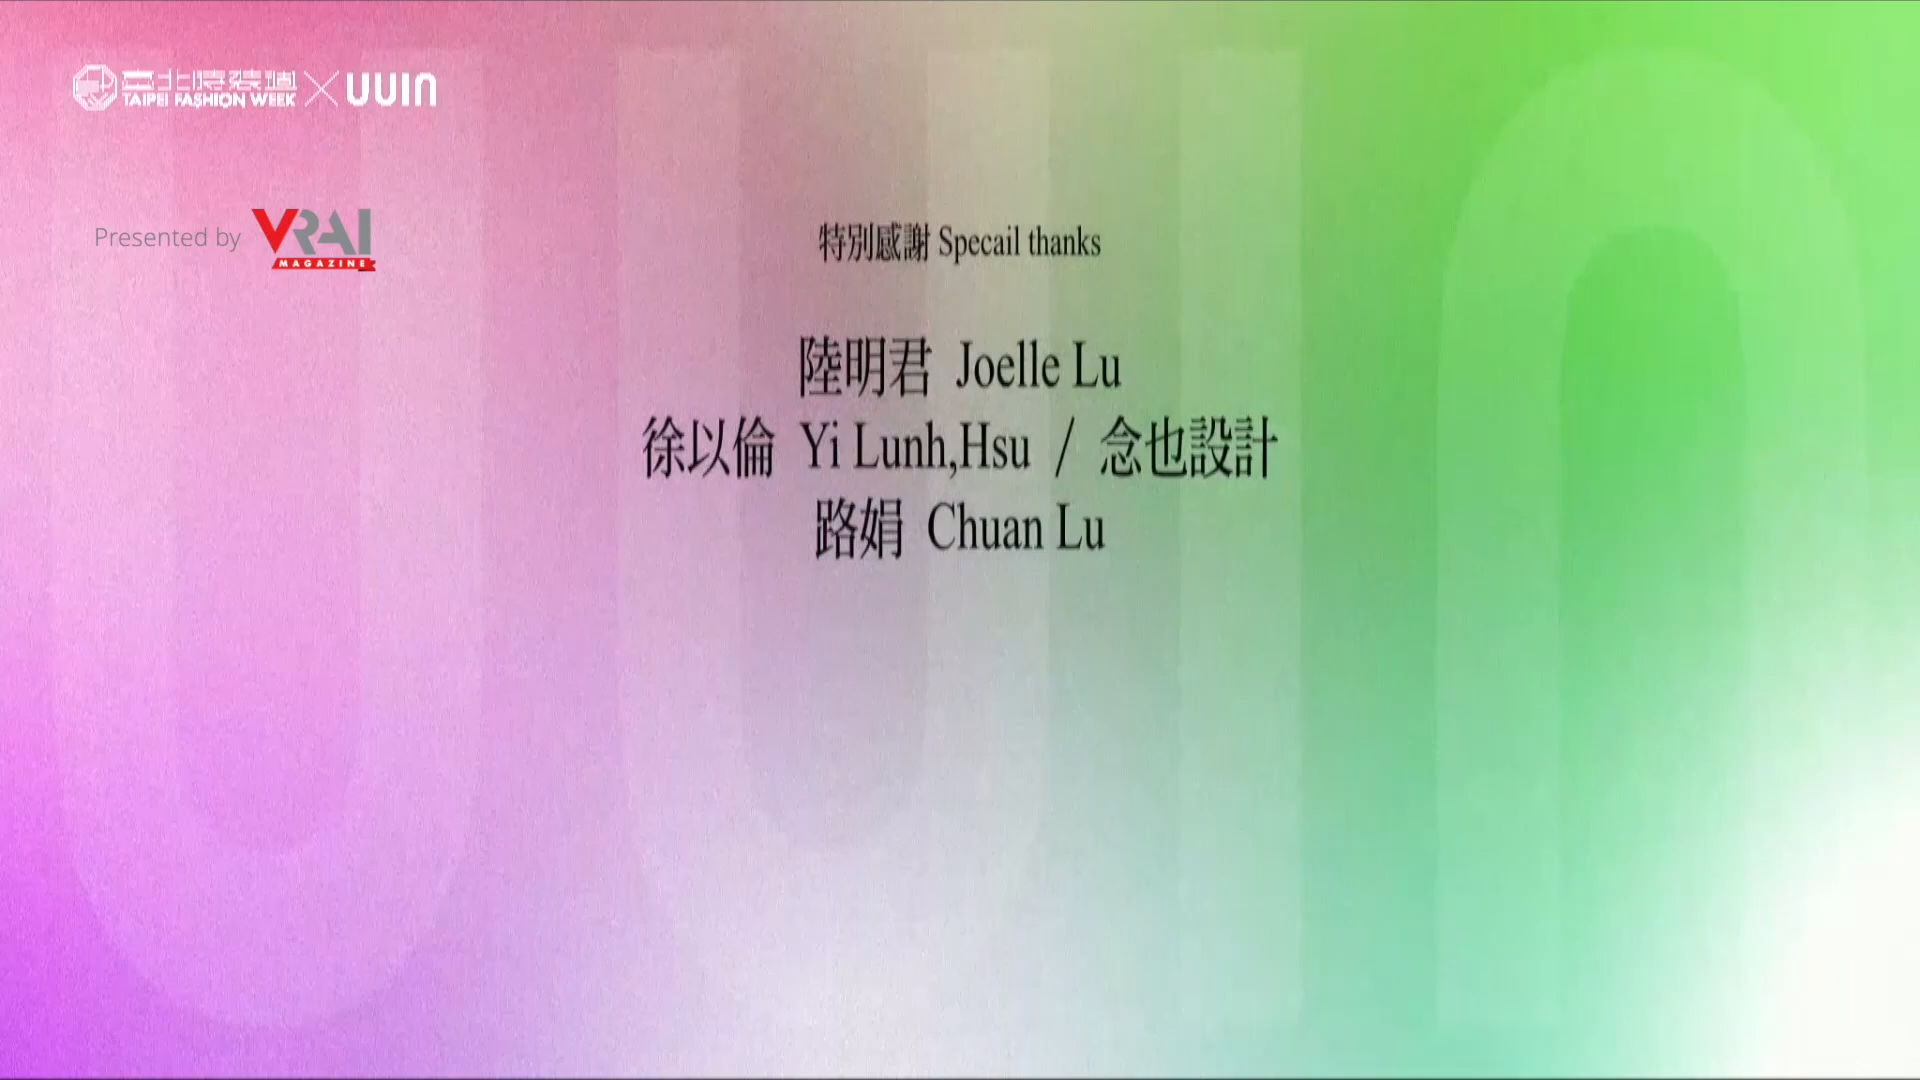 臺北時裝週 TAIPEI FASHION WEEK × UUIN
Presented by VRAI MAGAZINE
特別感謝 Specail thanks
陸明君 Joelle Lu
徐以倫 Yi Lunh,Hsu / 念也設計
路娟 Chuan Lu